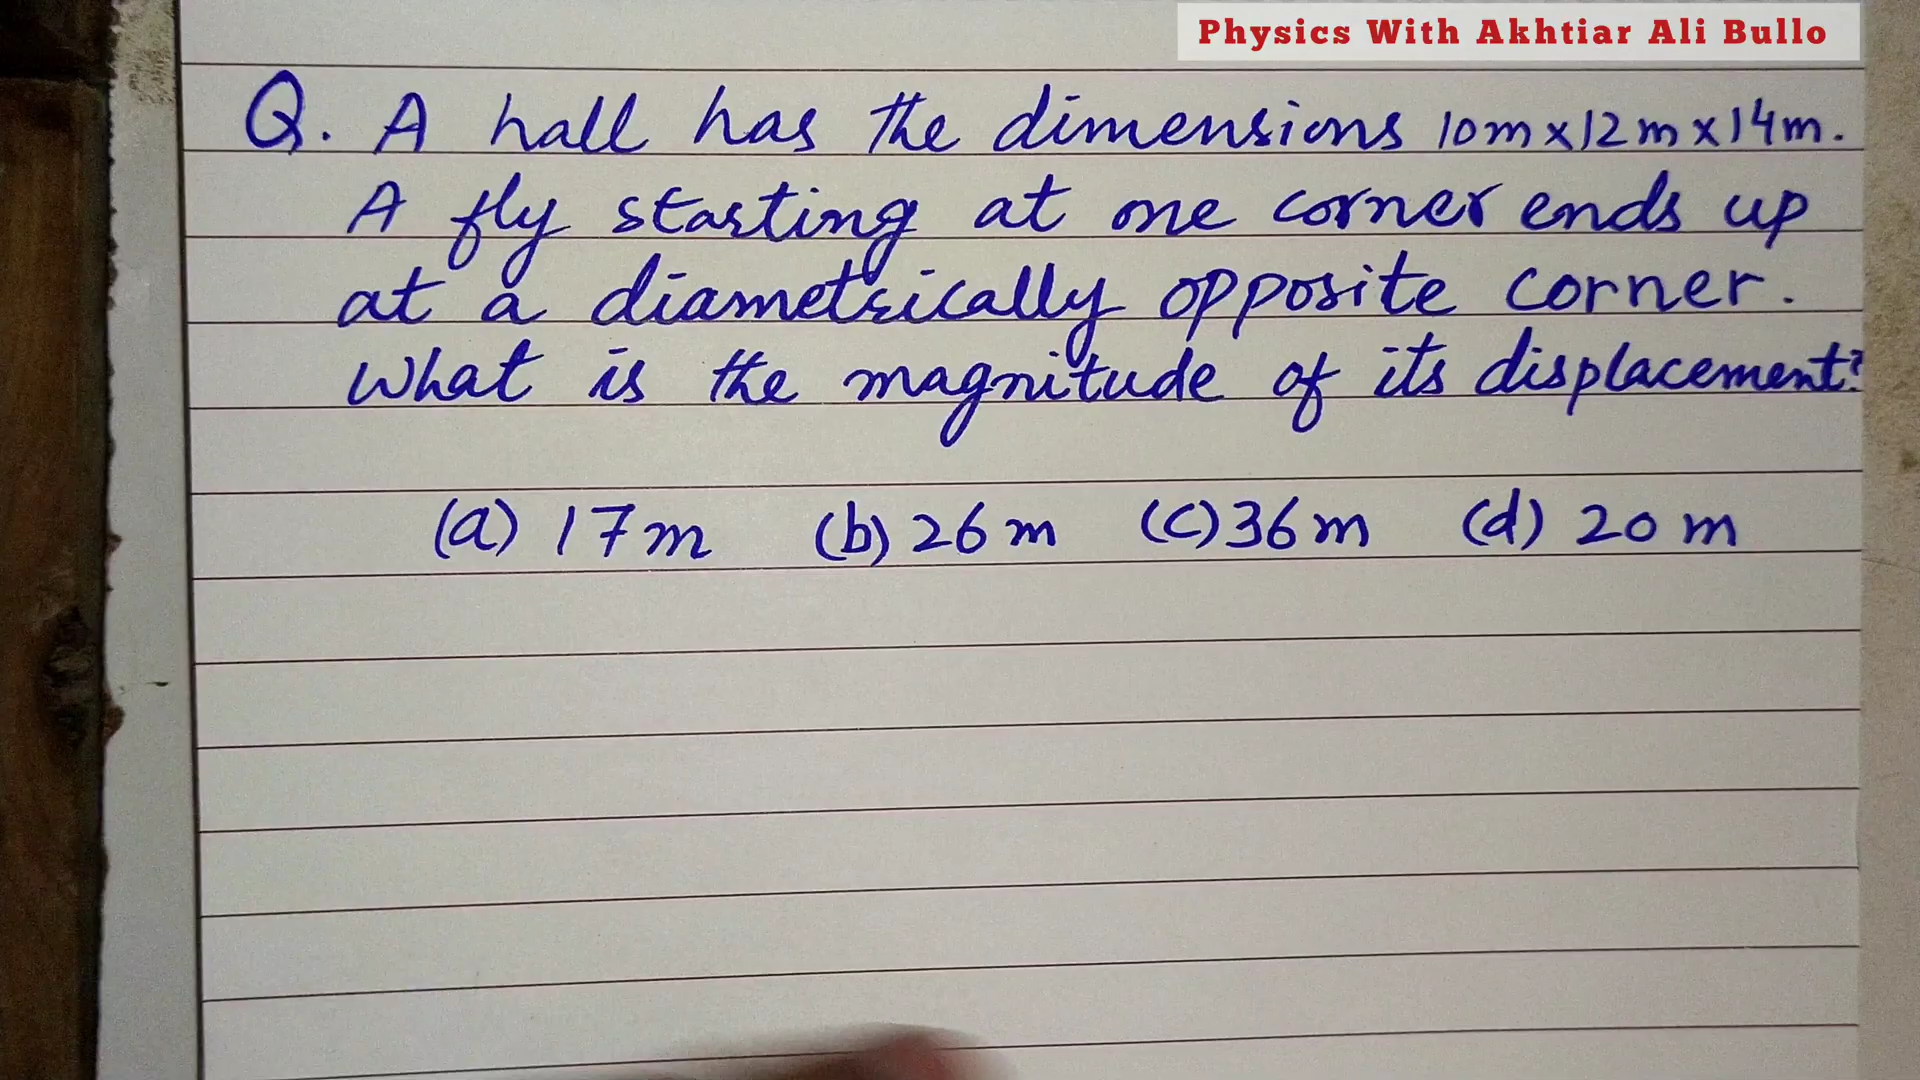 Physics With Akhtiar Ali Bullo
Q. A hall has the dimensions 10m x 12m x 14m.
A fly starting at one corner ends up
at a diametrically opposite corner.
What is the magnitude of its displacement?
(a) 17m (b) 26m (c) 36m (d) 20m